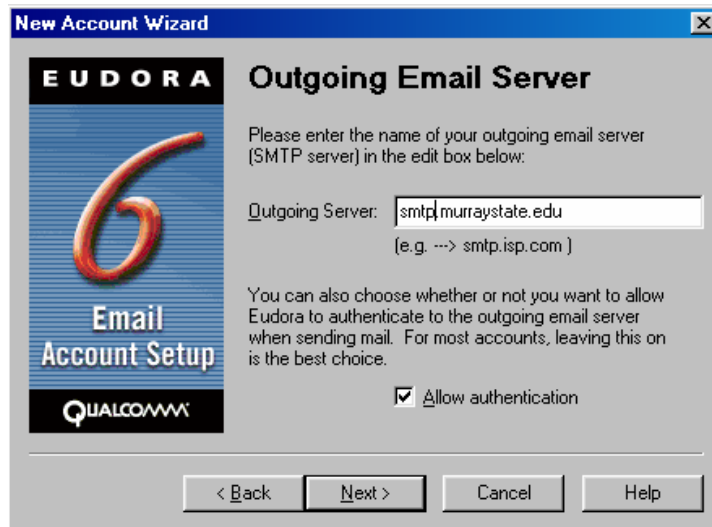 New Account Wizard
EUDORA
6
Email
Account Setup
QUALCOMM
Outgoing Email Server
Please enter the name of your outgoing email server
(SMTP server) in the edit box below:
Outgoing Server: smtp.murraystate.edu
(e.g. ---> smtp.isp.com )
You can also choose whether or not you want to allow
Eudora to authenticate to the outgoing email server
when sending mail. For most accounts, leaving this on
is the best choice.
Allow authentication
< Back
Next >
Cancel
Help